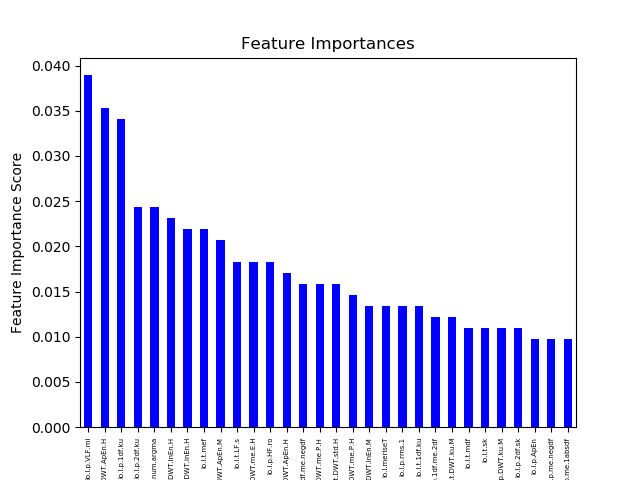 Feature Importances
Feature Importance Score
0.040
0.035
0.030
0.025
0.020
0.015
0.010
0.005
0.000
lo.l.p.VLF.ml
DWT.ApEn.H
lo.l.p.1df.ku
lo.l.p.2df.ku
num.argma
DWT.lnEn.H
DWT.lnEn.H
lo.l.t.mef
DWT.ApEn.M
lo.l.t.LF.s
DWT.me.E.H
lo.l.p.HF.ro
DWT.ApEn.H
df.me.negdf
DWT.me.P.H
t.DWT.std.H
DWT.me.P.H
DWT.lnEn.M
lo.l.meriseT
lo.l.p.rms.1
lo.l.t.1df.ku
.1df.me.2df
t.DWT.ku.M
lo.l.t.mdf
lo.l.t.sk
p.DWT.ku.M
lo.l.p.2df.sk
lo.l.p.ApEn
.p.me.negdf
p.me.1absdf